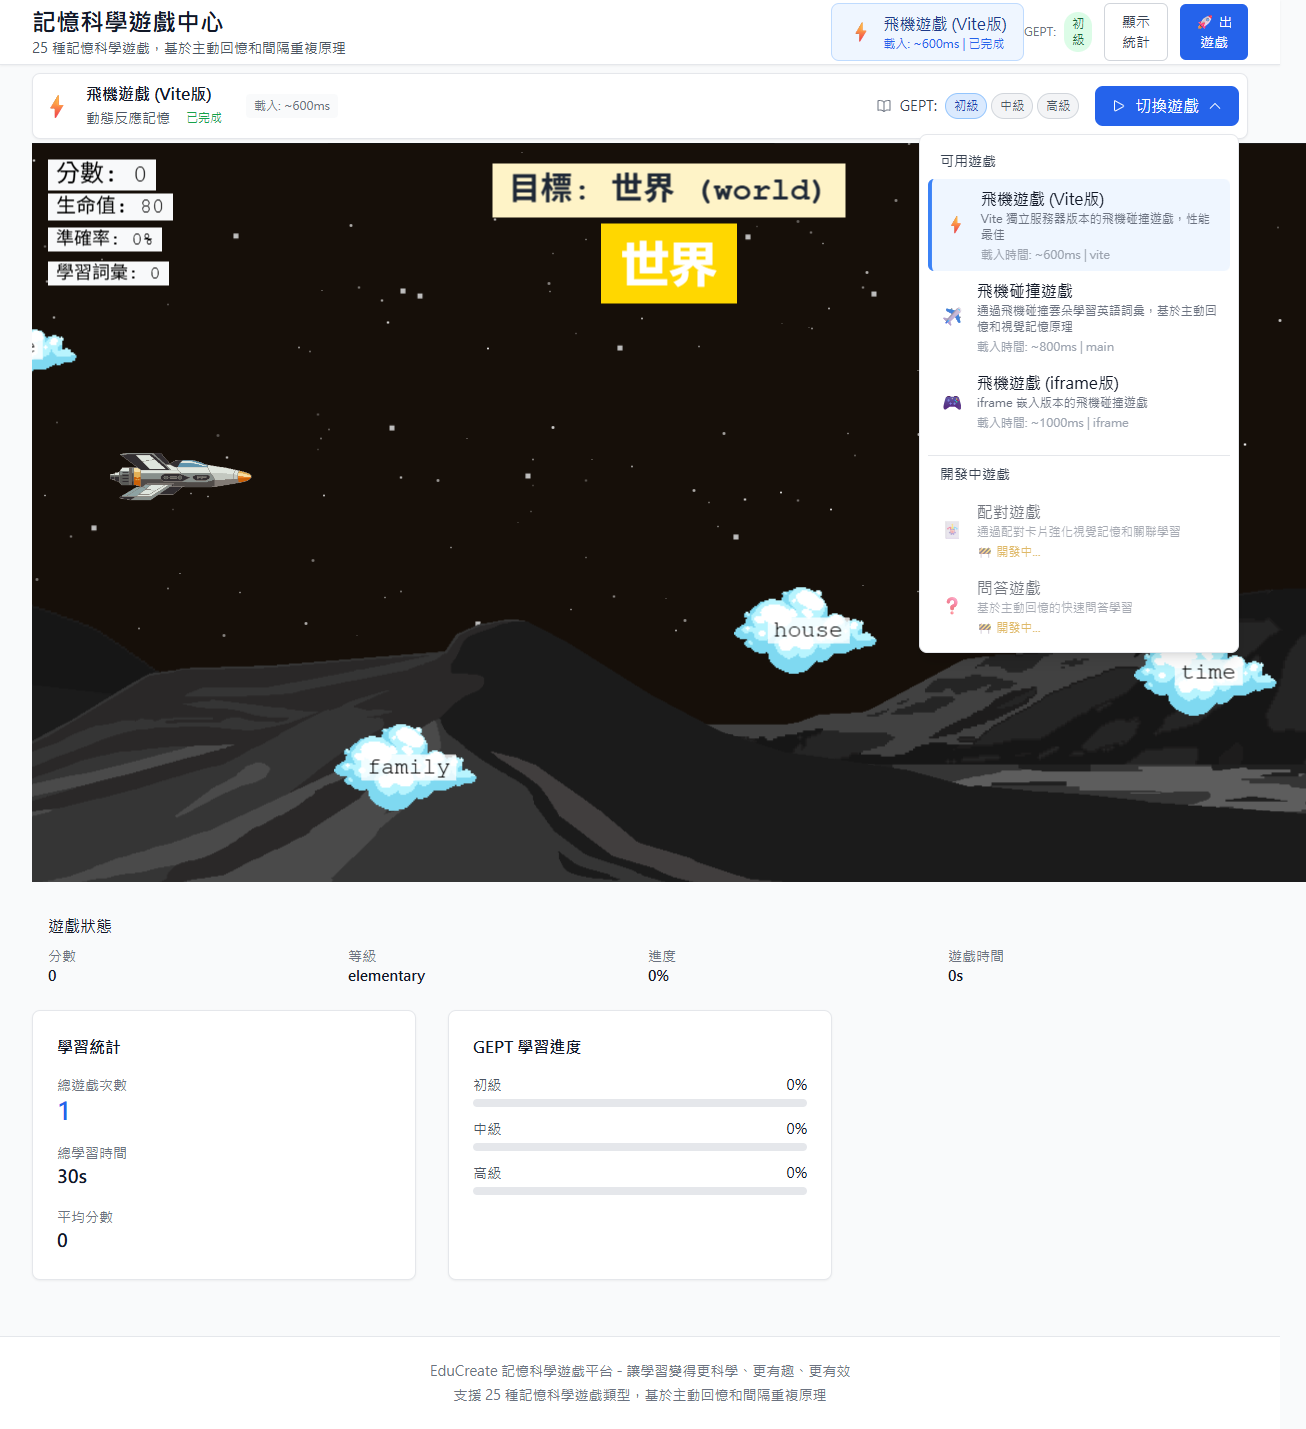 記憶科學遊戲中心
25 種記憶科學遊戲，基於主動回憶和間隔重複原理
飛機遊戲 (Vite版)
載入: ~600ms | 已完成
GEPT:
初
級
顯示
統計
🚀 出
遊戲
飛機遊戲 (Vite版)
動態反應記憶 已完成
載入: ~600ms
GEPT: 初級 中級 高級
切換遊戲
分數: 0
生命值: 80
準確率: 0%
學習詞彙: 0
目標: 世界 (world)
世界
e
house
time
family
可用遊戲
飛機遊戲 (Vite版)
Vite 獨立服務器版本的飛機碰撞遊戲，性能
最佳
載入時間: ~600ms | vite
飛機碰撞遊戲
通過飛機碰撞雲朵學習英語詞彙，基於主動回
憶和視覺記憶原理
載入時間: ~800ms | main
飛機遊戲 (iframe版)
iframe 嵌入版本的飛機碰撞遊戲
載入時間: ~1000ms | iframe
開發中遊戲
配對遊戲
通過配對卡片強化視覺記憶和關聯學習
🚧 開發中...
問答遊戲
基於主動回憶的快速問答學習
🚧 開發中...
遊戲狀態
分數 等級 進度 遊戲時間
0 elementary 0% 0s
學習統計
總遊戲次數
1
總學習時間
30s
平均分數
0
GEPT 學習進度
初級 0%
中級 0%
高級 0%
EduCreate 記憶科學遊戲平台 - 讓學習變得更科學、更有趣、更有效
支援 25 種記憶科學遊戲類型，基於主動回憶和間隔重複原理